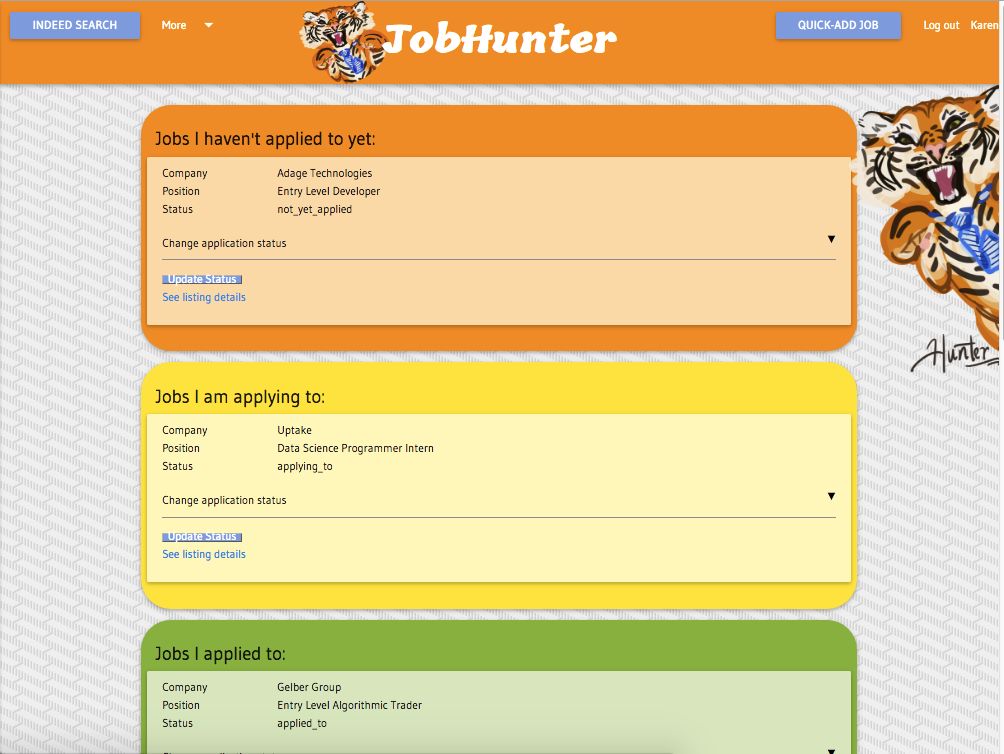 INDEED SEARCH More JobHunter QUICK-ADD JOB Log out Karen
Jobs I haven't applied to yet:
Company Adage Technologies
Position Entry Level Developer
Status not_yet_applied
Change application status
Update Status
See listing details
Hunter
Jobs I am applying to:
Company Uptake
Position Data Science Programmer Intern
Status applying_to
Change application status
Update Status
See listing details
Jobs I applied to:
Company Gelber Group
Position Entry Level Algorithmic Trader
Status applied_to